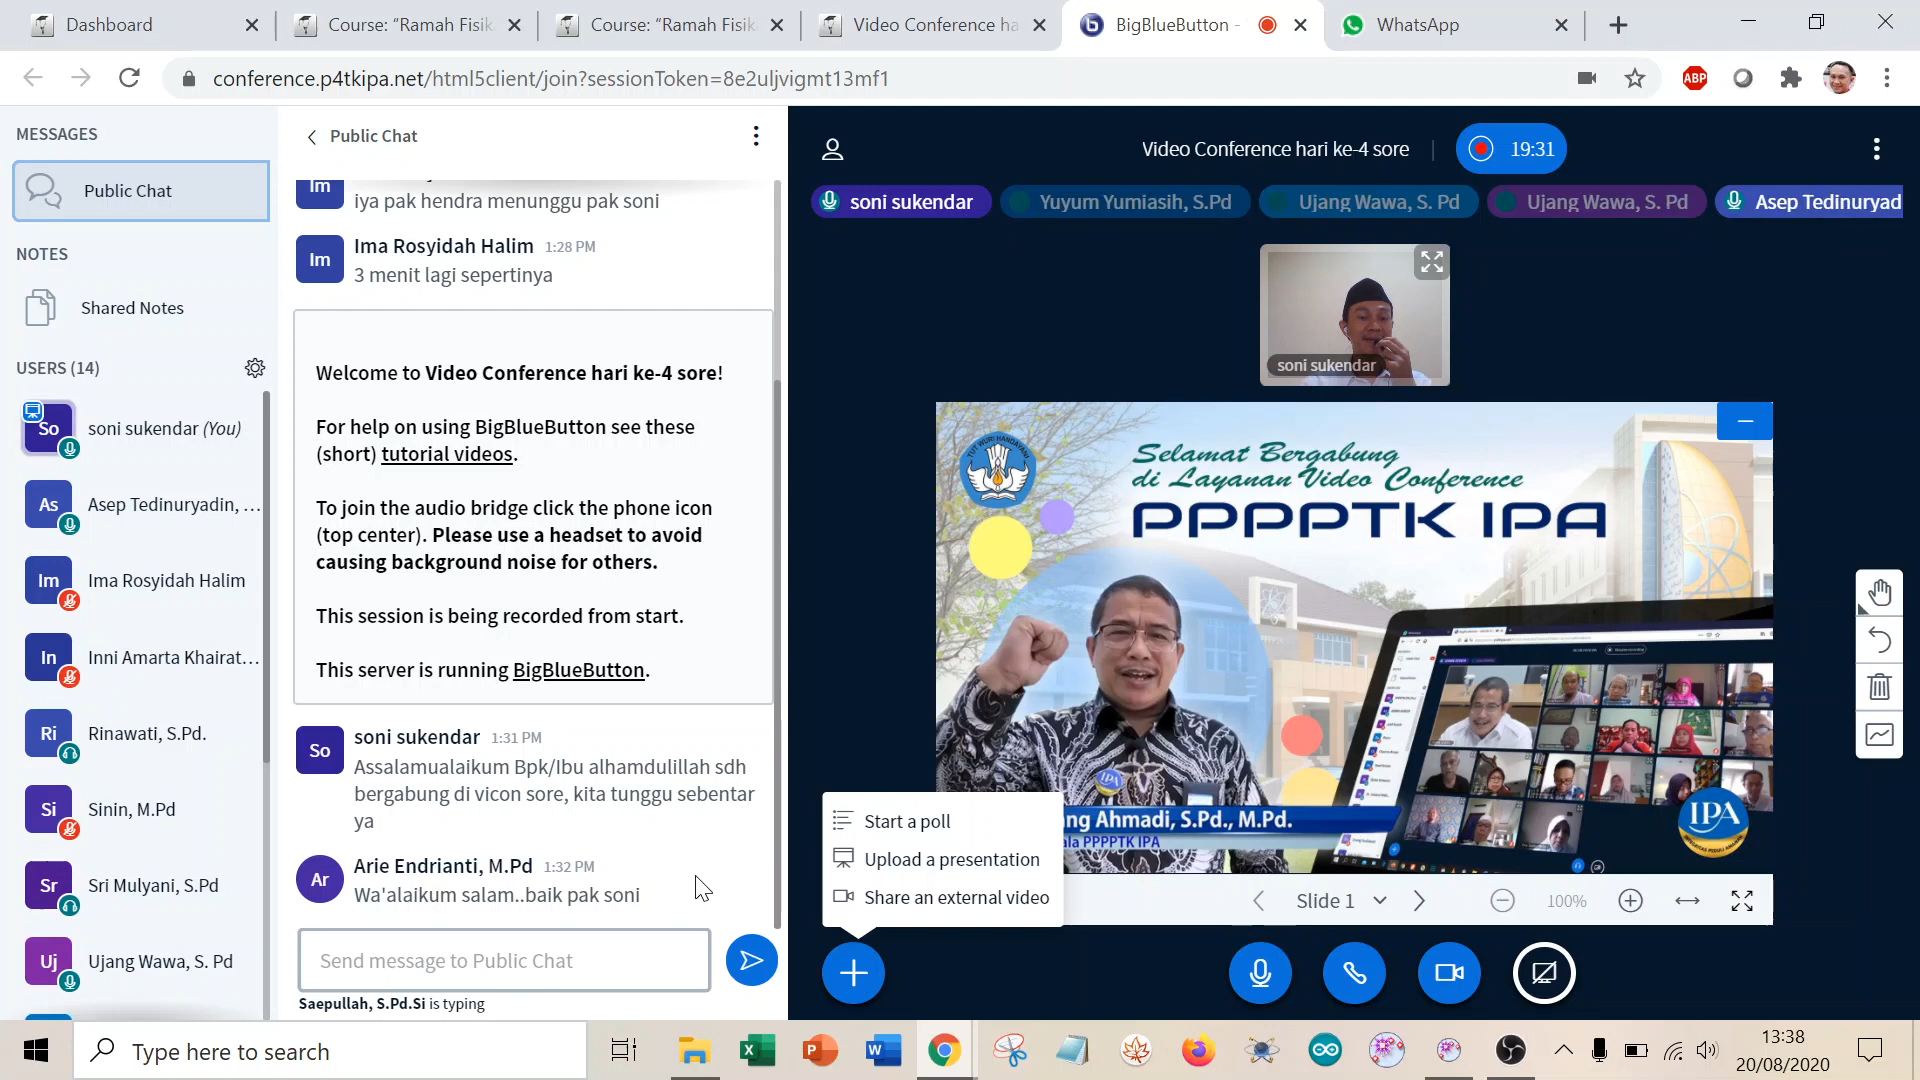 Dashboard
Course: “Ramah Fisik
Course: “Ramah Fisik
Video Conference ha
BigBlueButton -
WhatsApp
conference.p4tkipa.net/html5client/join?sessionToken=8e2uljvigmt13mf1
ABP
MESSAGES
Public Chat
NOTES
Shared Notes
USERS (14)
So
soni sukendar (You)
As
Asep Tedinuryadin, ...
Im
Ima Rosyidah Halim
In
Inni Amarta Khairat...
Ri
Rinawati, S.Pd.
Si
Sinin, M.Pd
Sr
Sri Mulyani, S.Pd
Uj
Ujang Wawa, S. Pd
Public Chat
Im
iya pak hendra menunggu pak soni
Im
Ima Rosyidah Halim 1:28 PM
3 menit lagi sepertinya
Welcome to Video Conference hari ke-4 sore!
For help on using BigBlueButton see these
(short) tutorial videos.
To join the audio bridge click the phone icon
(top center). Please use a headset to avoid
causing background noise for others.
This session is being recorded from start.
This server is running BigBlueButton.
So
soni sukendar 1:31 PM
Assalamualaikum Bpk/Ibu alhamdulillah sdh
bergabung di vicon sore, kita tunggu sebentar
ya
Ar
Arie Endrianti, M.Pd 1:32 PM
Wa'alaikum salam..baik pak soni
Send message to Public Chat
Saepullah, S.Pd.Si is typing
Video Conference hari ke-4 sore
19:31
soni sukendar
Yuyum Yumiasih, S.Pd
Ujang Wawa, S. Pd
Ujang Wawa, S. Pd
Asep Tedinuryad
soni sukendar
TUT WURI HANDAYANI
Selamat Bergabung
di Layanan Video Conference
PPPPTK IPA
IPA
ng Ahmadi, S.Pd., M.Pd.
ala PPPPTK IPA
IPA
Start a poll
Upload a presentation
Share an external video
Slide 1
100%
Type here to search
13:38
20/08/2020